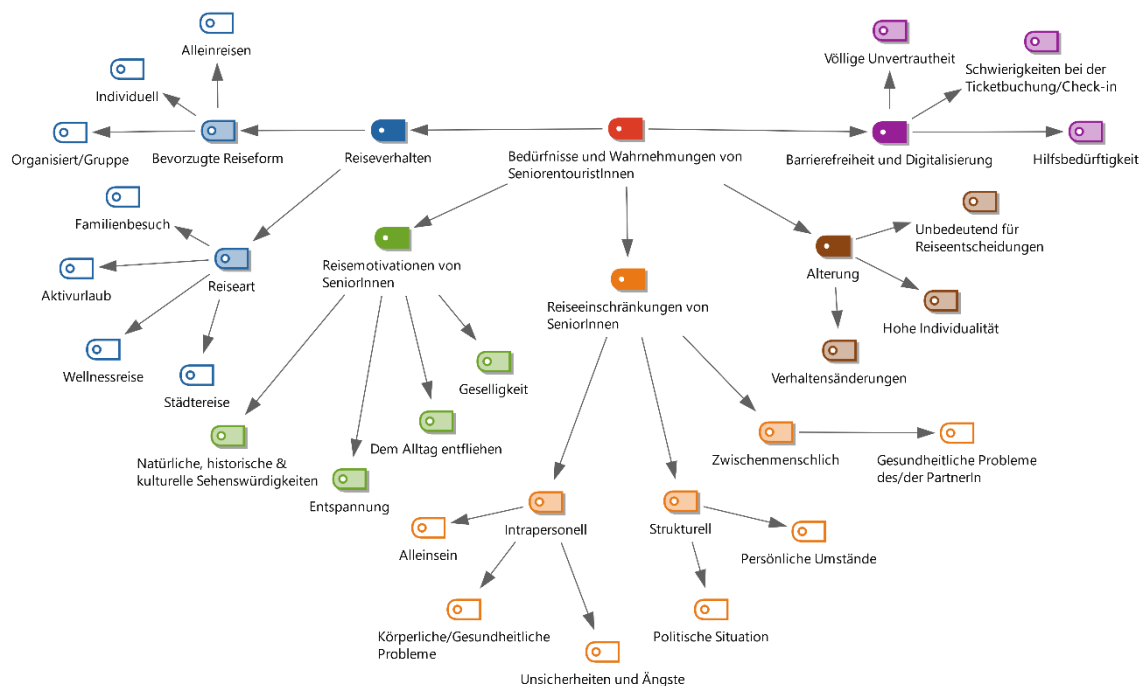 Alleinreisen
Völlige Unvertrautheit
Schwierigkeiten bei der
Ticketbuchung/Check-in
Individuell
Organisiert/Gruppe
Bevorzugte Reiseform
Reiseverhalten
Bedürfnisse und Wahrnehmungen von
SeniorentouristInnen
Barrierefreiheit und Digitalisierung
Hilfsbedürftigkeit
Familienbesuch
Unbedeutend für
Reiseentscheidungen
Aktivurlaub
Reiseart
Reisemotivationen von
SeniorInnen
Reiseeinschränkungen von
SeniorInnen
Alterung
Hohe Individualität
Wellnessreise
Städtereise
Geselligkeit
Verhaltensänderungen
Natürliche, historische &
kulturelle Sehenswürdigkeiten
Dem Alltag entfliehen
Entspannung
Zwischenmenschlich
Gesundheitliche Probleme
des/der PartnerIn
Alleinsein
Intrapersonell
Strukturell
Persönliche Umstände
Körperliche/Gesundheitliche
Probleme
Politische Situation
Unsicherheiten und Ängste